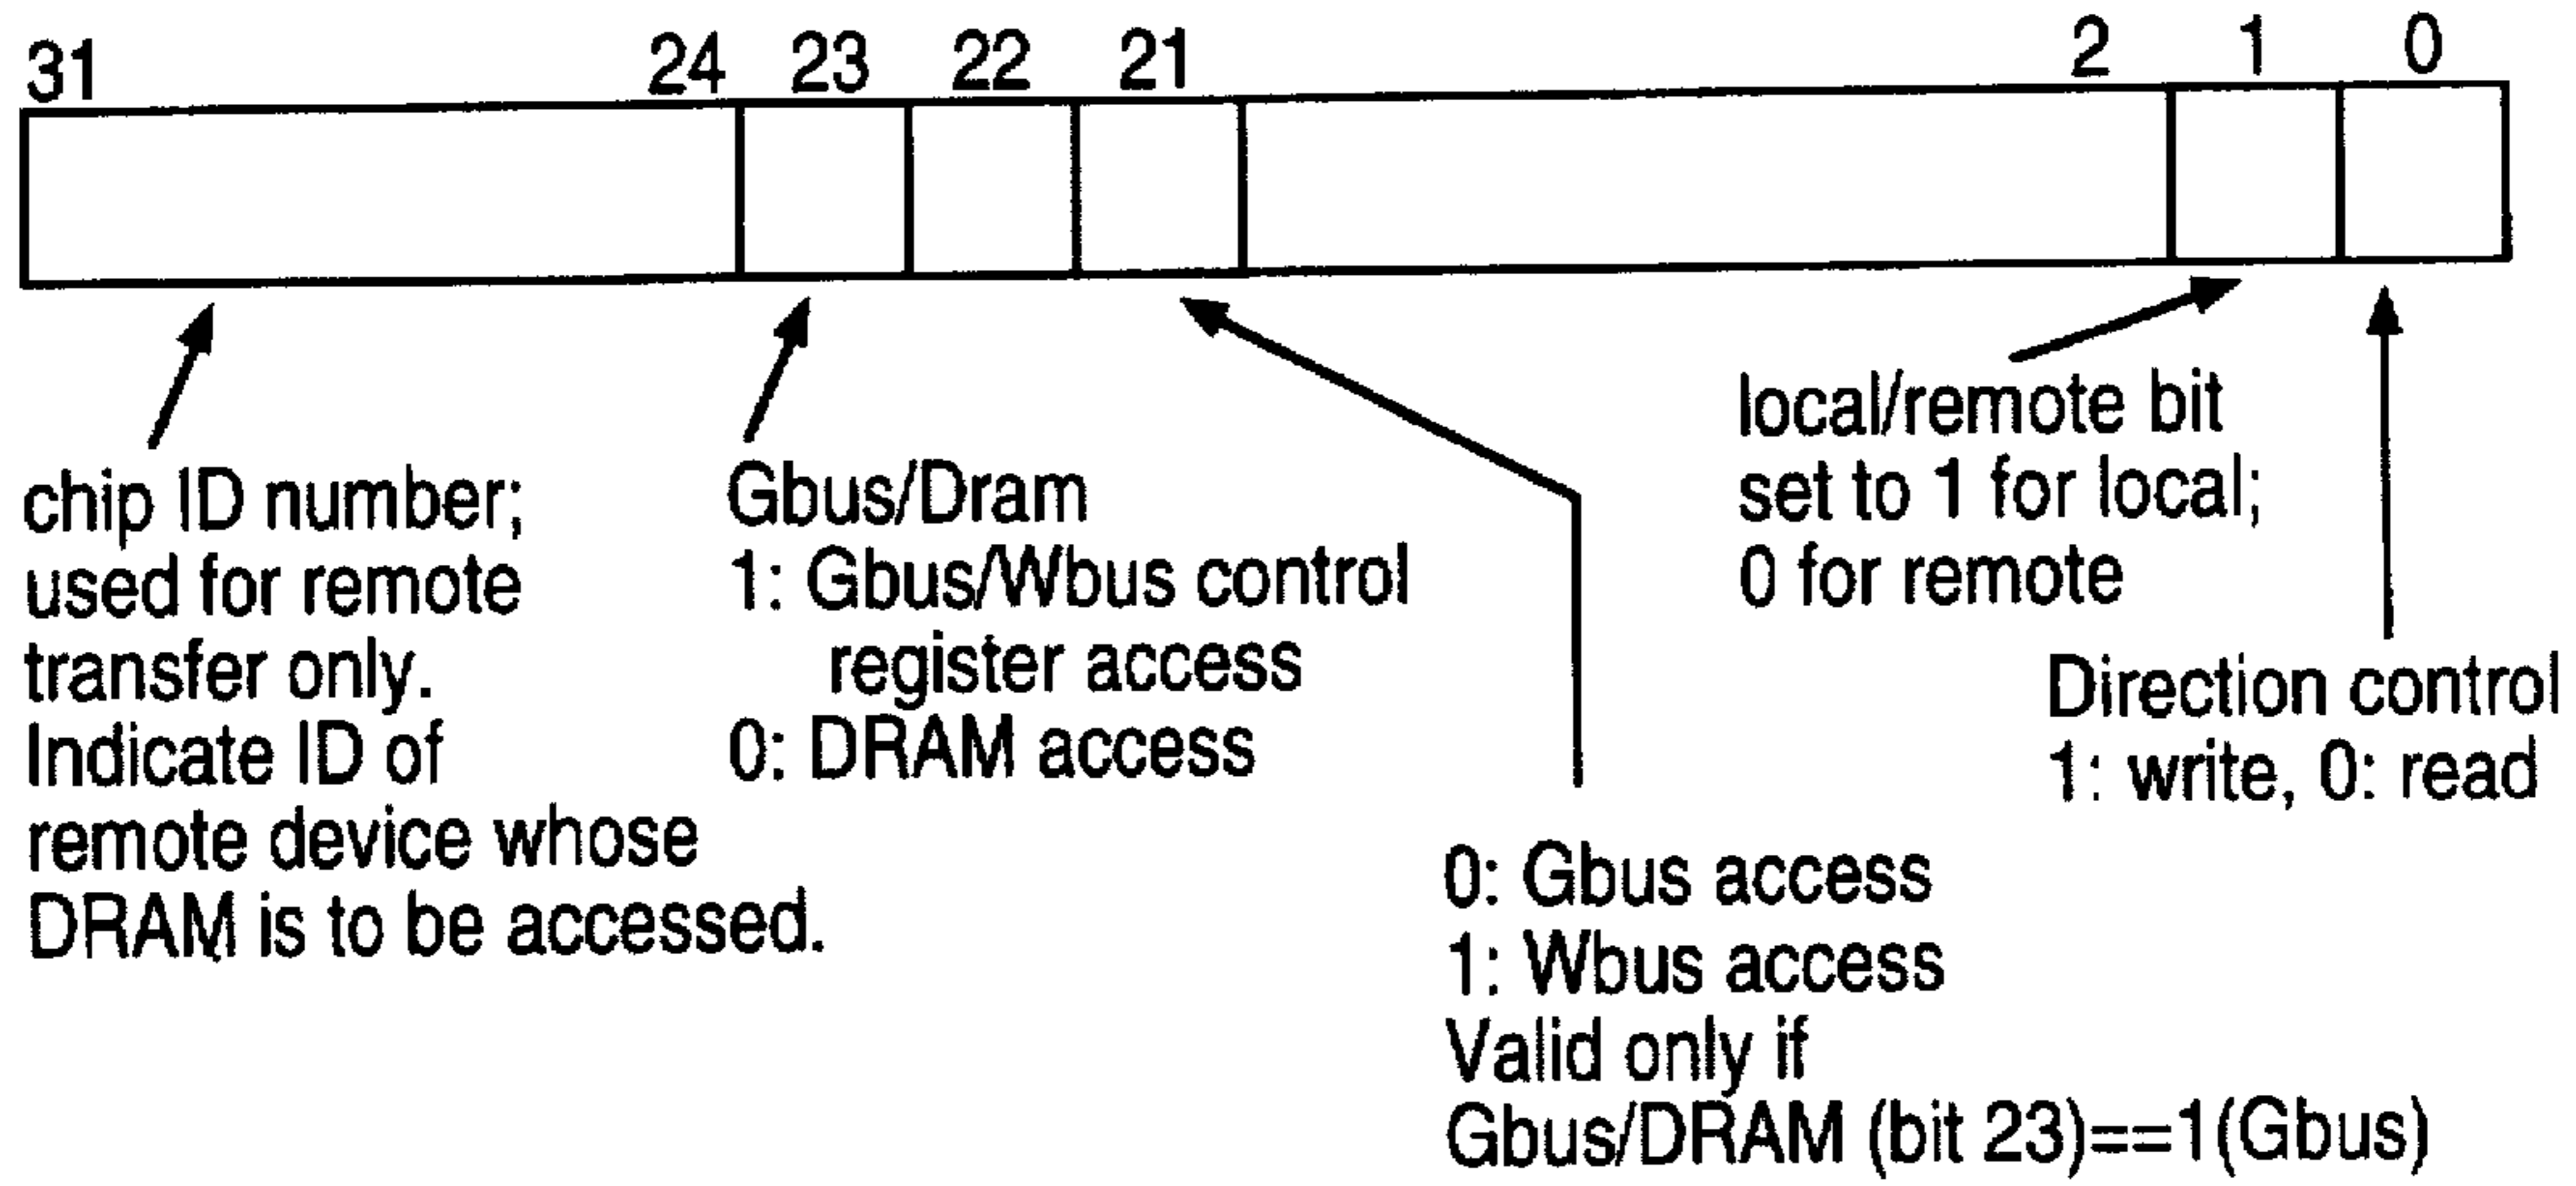 31 24 23 22 21 2 1 0
chip ID number;
used for remote
transfer only.
Indicate ID of
remote device whose
DRAM is to be accessed.
Gbus/Dram
1: Gbus/Wbus control
register access
0: DRAM access
0: Gbus access
1: Wbus access
Valid only if
Gbus/DRAM (bit 23)==1(Gbus)
local/remote bit
set to 1 for local;
0 for remote
Direction control
1: write, 0: read